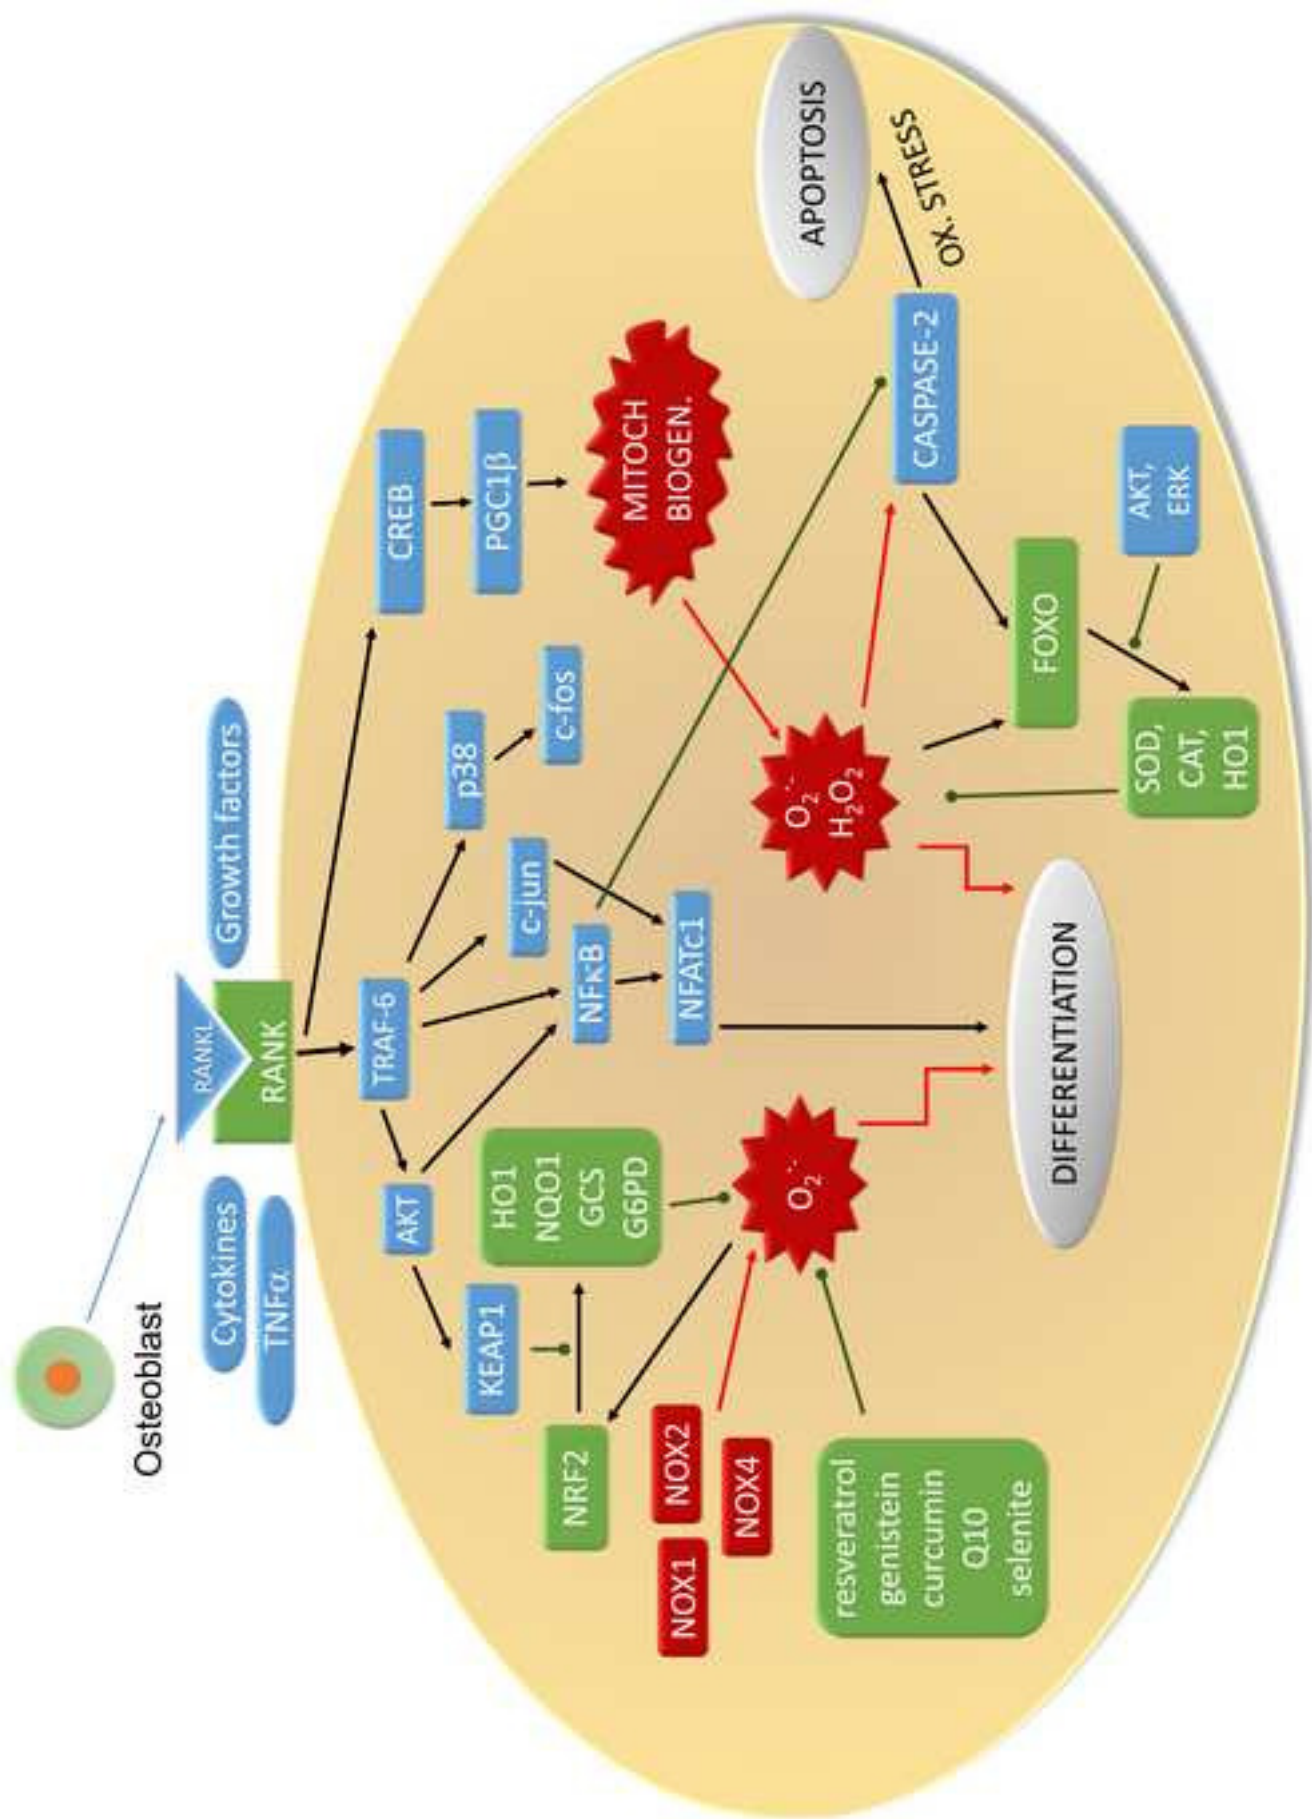 Osteoblast
Cytokines
TNFα
RANKL
RANK
Growth factors
TRAF-6
CREB
AKT
p38
PGC1β
KEAP1
HO1
NQO1
GCS
G6PD
c-jun
c-fos
NFκB
NRF2
MITOCH
BIOGEN.
NFATc1
NOX1
NOX2
NOX4
O₂˙⁻
O₂˙⁻
H₂O₂
APOPTOSIS
resveratrol
genistein
curcumin
Q10
selenite
CASPASE-2
OX. STRESS
DIFFERENTIATION
FOXO
SOD,
CAT,
HO1
AKT,
ERK